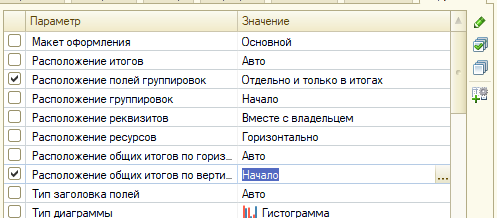 Параметр Значение
Макет оформления Основной
Расположение итогов Авто
Расположение полей группировок Отдельно и только в итогах
Расположение группировок Начало
Расположение реквизитов Вместе с владельцем
Расположение ресурсов Горизонтально
Расположение общих итогов по гориз... Авто
Расположение общих итогов по верти... Начало ...
Тип заголовка полей Авто
Тип диаграммы Гистограмма